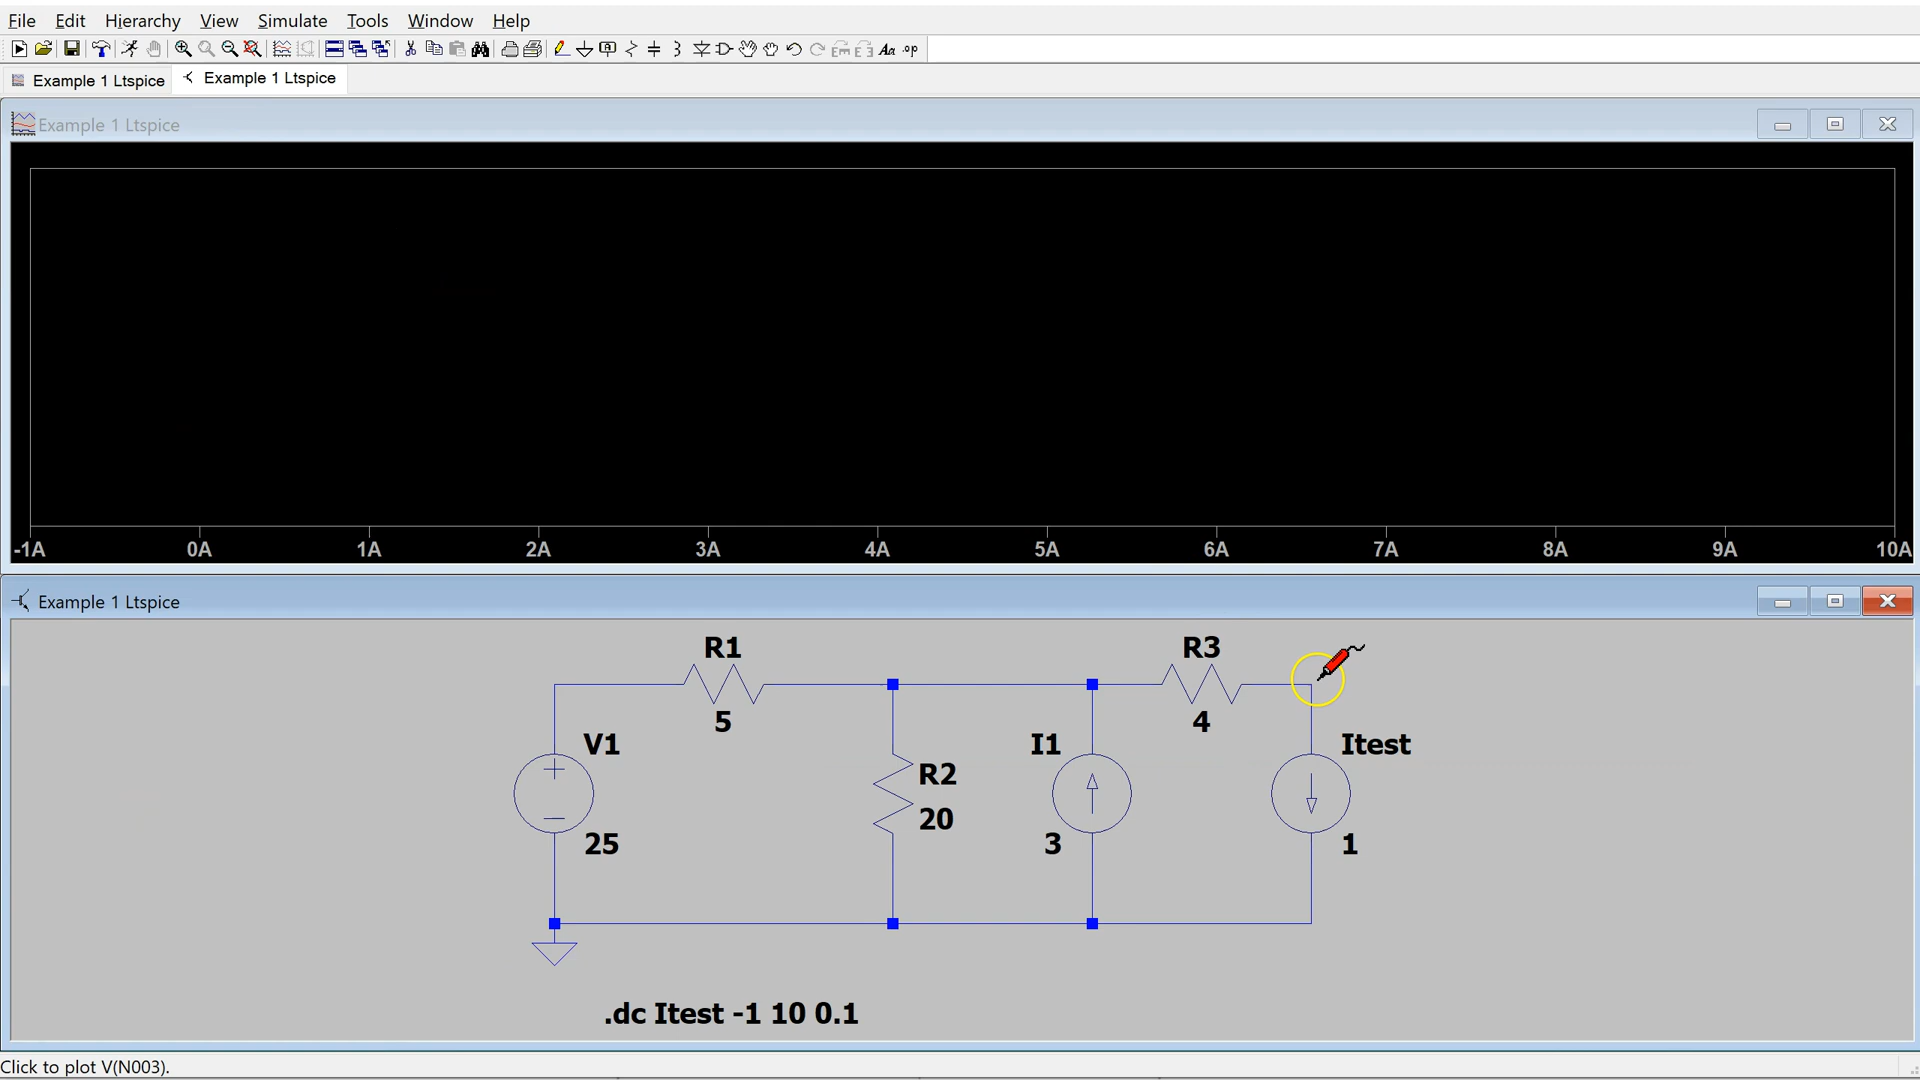 File Edit Hierarchy View Simulate Tools Window Help
Aa .op
Example 1 Ltspice Example 1 Ltspice
Example 1 Ltspice
-1A 0A 1A 2A 3A 4A 5A 6A 7A 8A 9A 10A
Example 1 Ltspice
R1 R3
5 4
V1 I1 Itest
+ R2
20
25 3 1
.dc Itest -1 10 0.1
Click to plot V(N003).